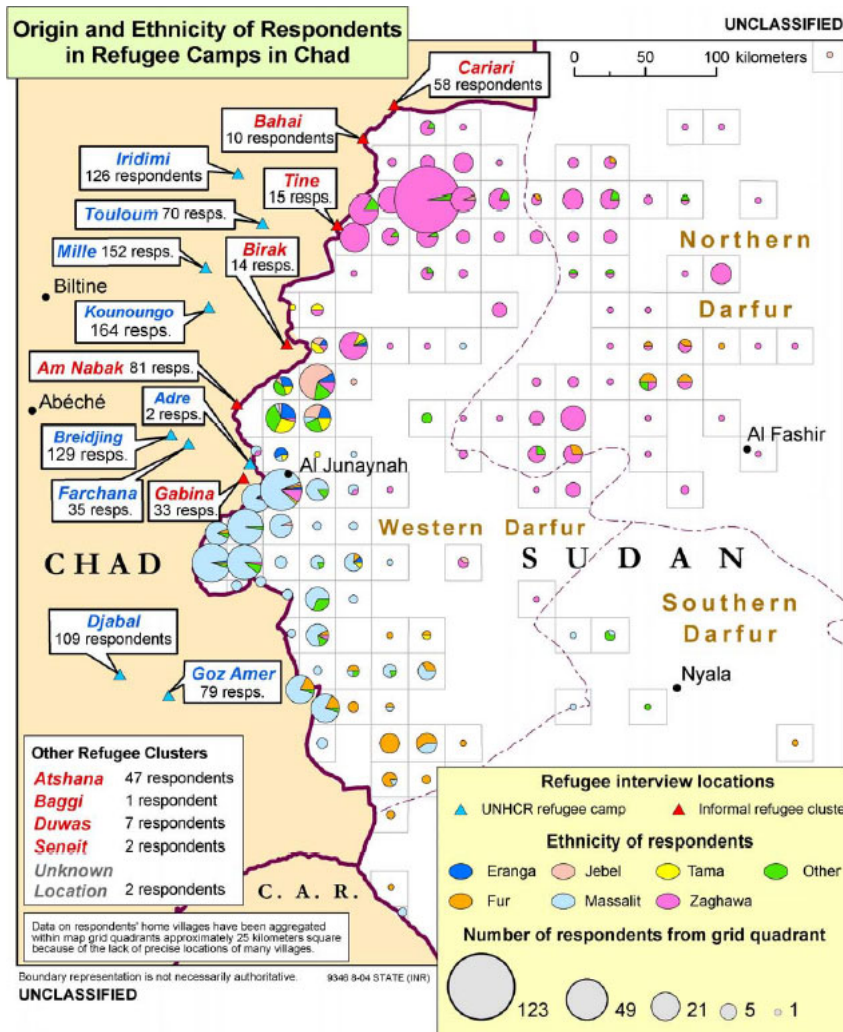 Origin and Ethnicity of Respondents
in Refugee Camps in Chad
UNCLASSIFIED
0 50 100 kilometers
Cariari
58 respondents
Bahai
10 respondents
Iridimi
126 respondents
Tine
15 resps.
Touloum 70 resps.
Mille 152 resps.
Birak
14 resps.
Northern
Darfur
Biltine
Kounoungo
164 resps.
Am Nabak 81 resps.
Abéché
Adre
2 resps.
Breidjing
129 resps.
Al Fashir
Farchana
35 resps.
Gabina
33 resps.
Al Junaynah
Western Darfur
CHAD
SUDAN
Southern
Darfur
Djabal
109 respondents
Goz Amer
79 resps.
Nyala
Other Refugee Clusters
Atshana 47 respondents
Baggi 1 respondent
Duwas 7 respondents
Seneit 2 respondents
Unknown
Location 2 respondents
C. A. R.
Data on respondents' home villages have been aggregated
within map grid quadrants approximately 25 kilometers square
because of the lack of precise locations of many villages.
Refugee interview locations
UNHCR refugee camp Informal refugee cluste
Ethnicity of respondents
Eranga Jebel Tama Other
Fur Massalit Zaghawa
Number of respondents from grid quadrant
123 49 21 5 1
Boundary representation is not necessarily authoritative. 9346 8-04 STATE (INR)
UNCLASSIFIED